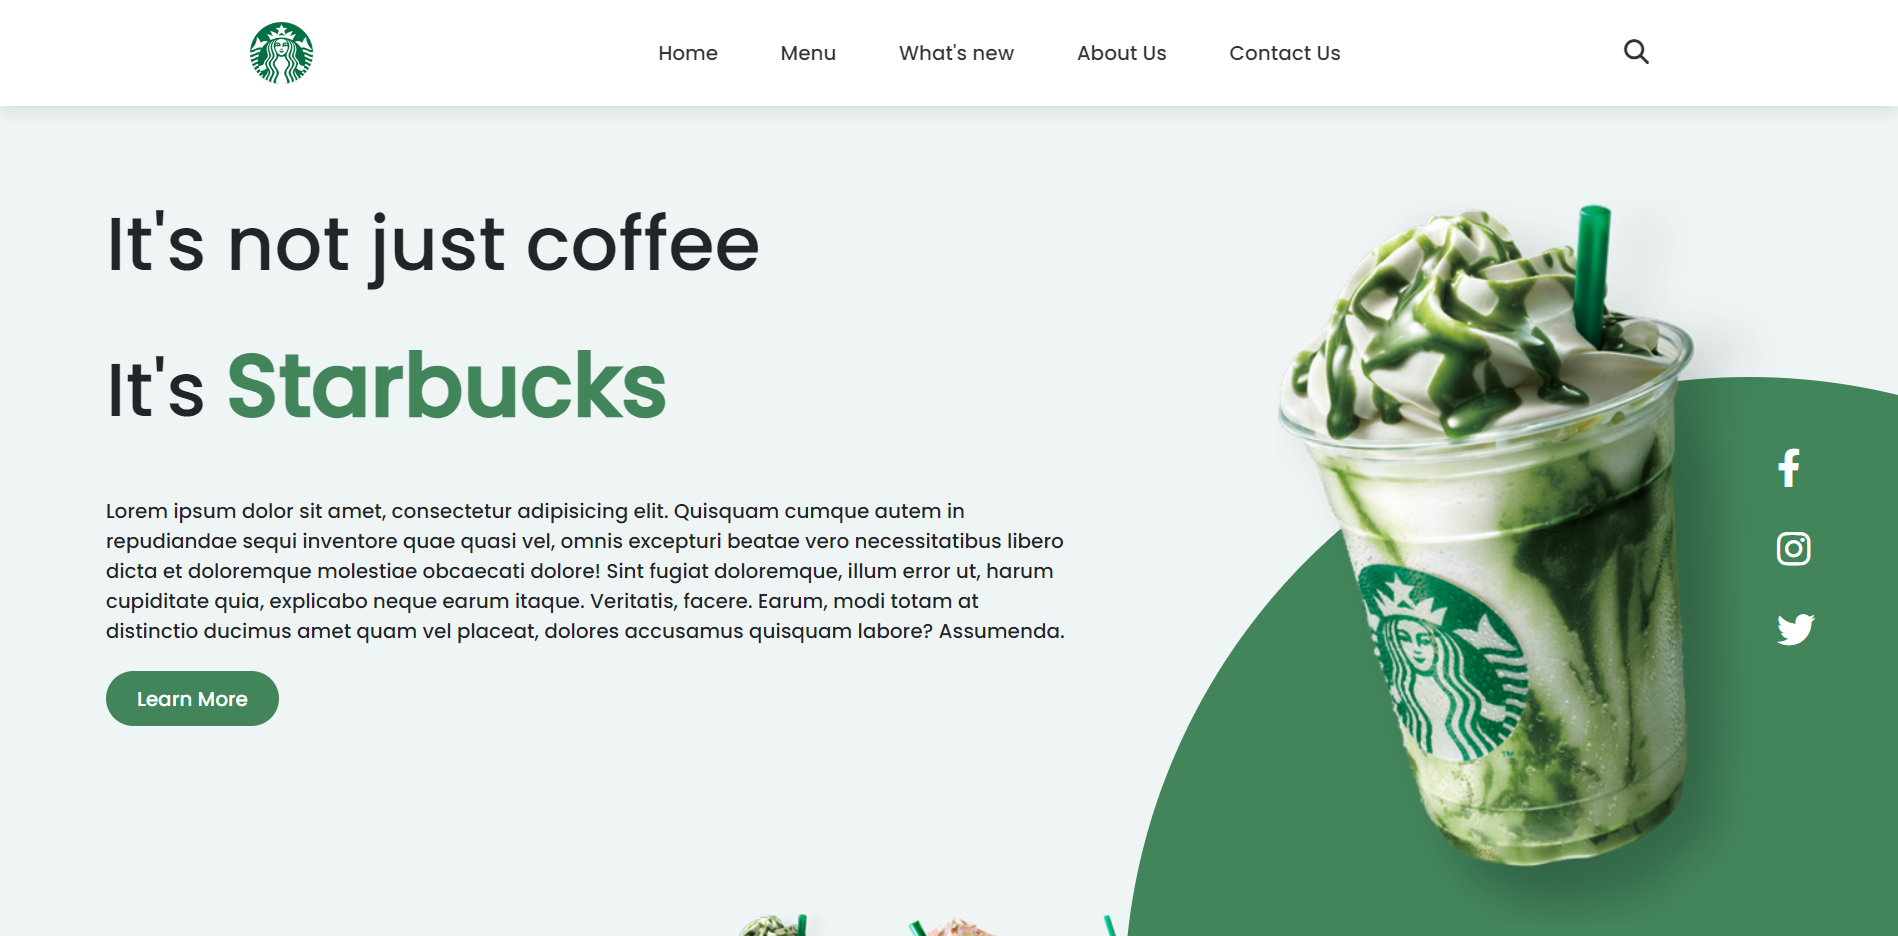 Home Menu What's new About Us Contact Us
It's not just coffee
It's Starbucks
Lorem ipsum dolor sit amet, consectetur adipisicing elit. Quisquam cumque autem in
repudiandae sequi inventore quae quasi vel, omnis excepturi beatae vero necessitatibus libero
dicta et doloremque molestiae obcaecati dolore! Sint fugiat doloremque, illum error ut, harum
cupiditate quia, explicabo neque earum itaque. Veritatis, facere. Earum, modi totam at
distinctio ducimus amet quam vel placeat, dolores accusamus quisquam labore? Assumenda.
Learn More
TM